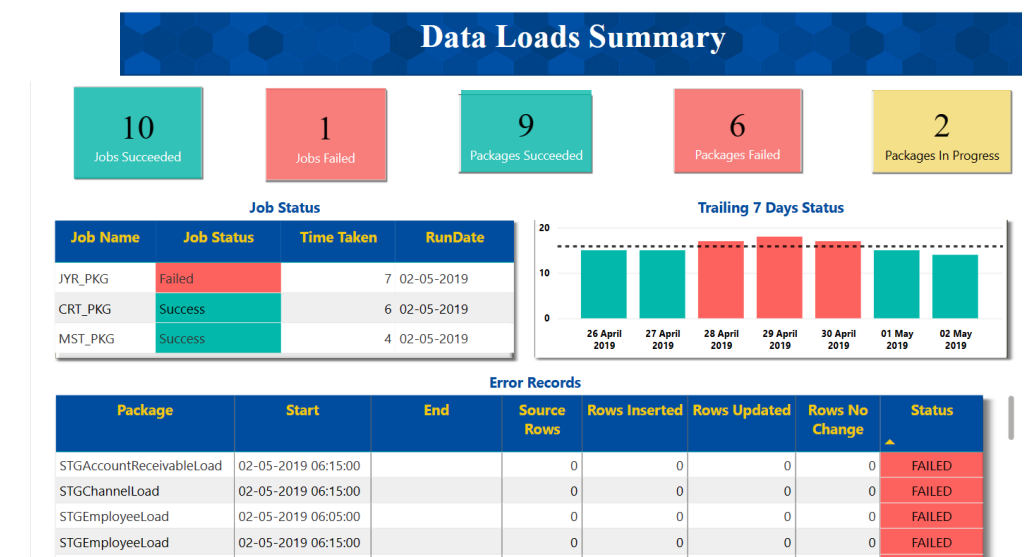 Data Loads Summary
10
Jobs Succeeded
1
Jobs Failed
9
Packages Succeeded
6
Packages Failed
2
Packages In Progress
Job Status
Job Name Job Status Time Taken RunDate
JYR_PKG Failed 7 02-05-2019
CRT_PKG Success 6 02-05-2019
MST_PKG Success 4 02-05-2019
Trailing 7 Days Status
20
10
0
26 April 27 April 28 April 29 April 30 April 01 May 02 May
2019 2019 2019 2019 2019 2019 2019
Error Records
Package Start End Source Rows Inserted Rows Updated Rows No Status
Rows Change
STGAccountReceivableLoad 02-05-2019 06:15:00 0 0 0 0 FAILED
STGChannelLoad 02-05-2019 06:15:00 0 0 0 0 FAILED
STGEmployeeLoad 02-05-2019 06:05:00 0 0 0 0 FAILED
STGEmployeeLoad 02-05-2019 06:15:00 0 0 0 0 FAILED